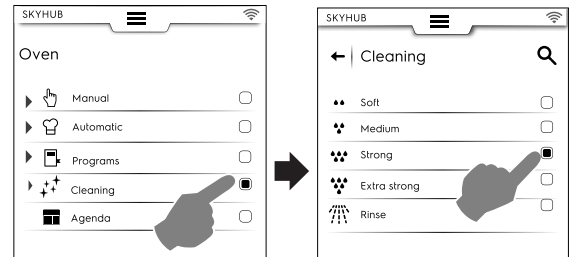 SKYHUB
Oven
Manual
Automatic
Programs
Cleaning
Agenda
SKYHUB
Cleaning
Soft
Medium
Strong
Extra strong
Rinse